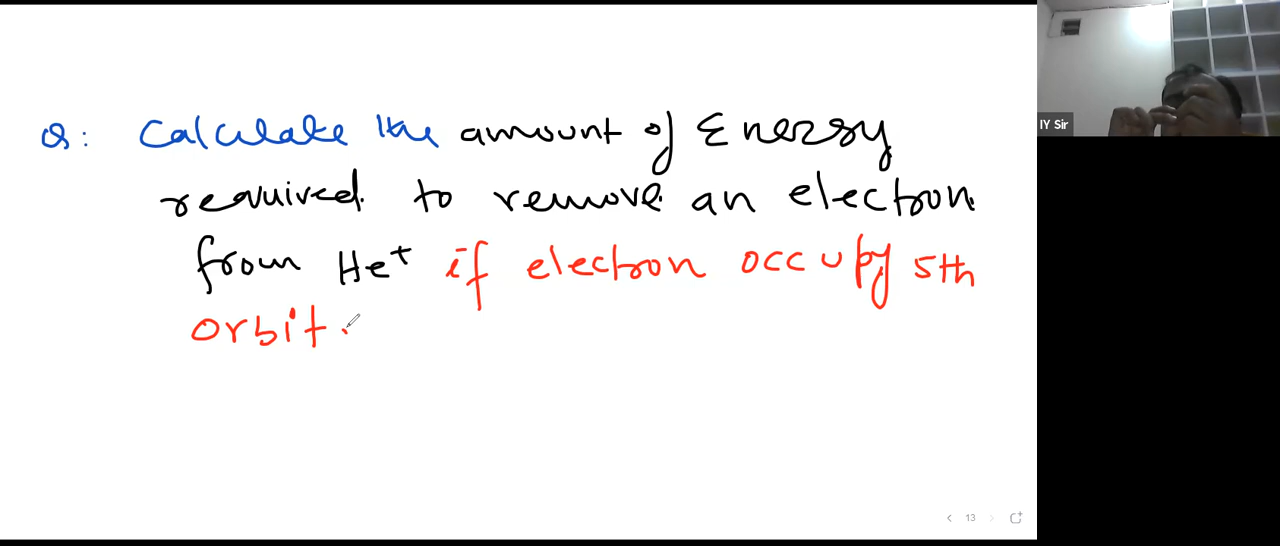 Q: Calculate the amount of Energy
required to remove an electron
from He+ if electron occupy 5th
orbit.
IY Sir
13